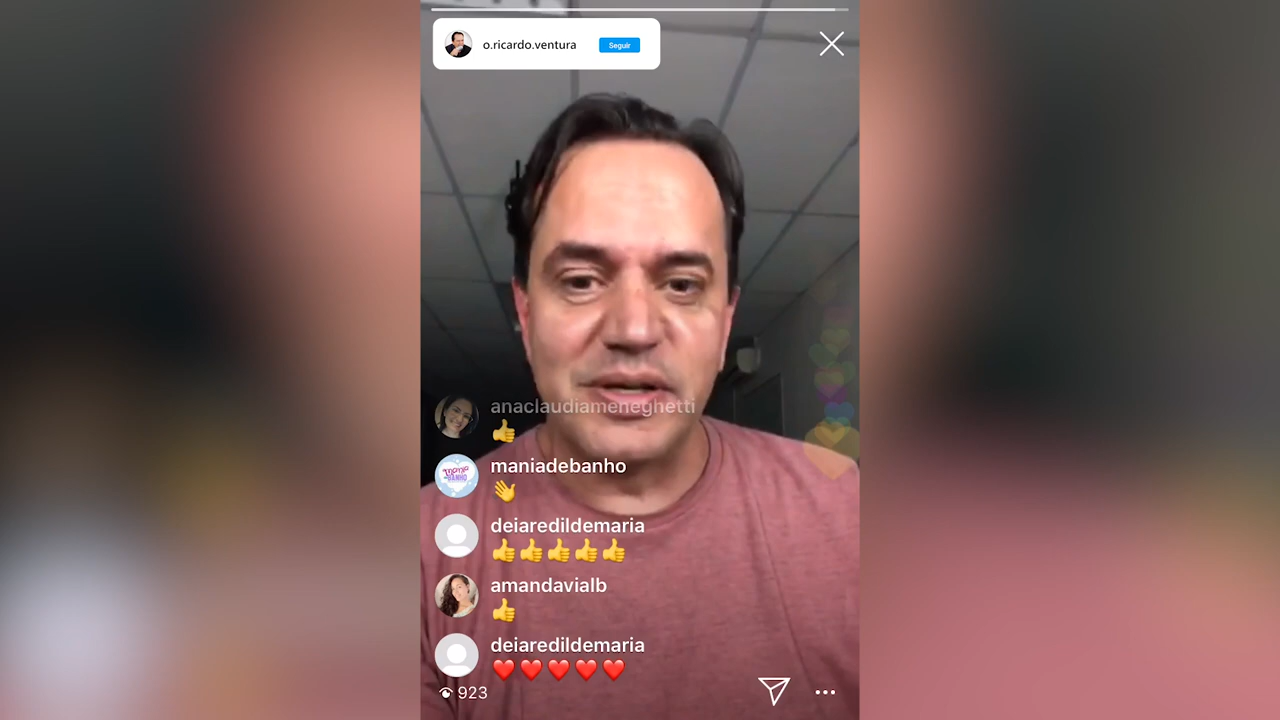 o.ricardo.ventura
Seguir
anaclaudiameneghetti
👍
maniadebanho
👋
deiaredildemaria
👍👍👍👍👍
amandavialb
👍
deiaredildemaria
❤️❤️❤️❤️❤️
923